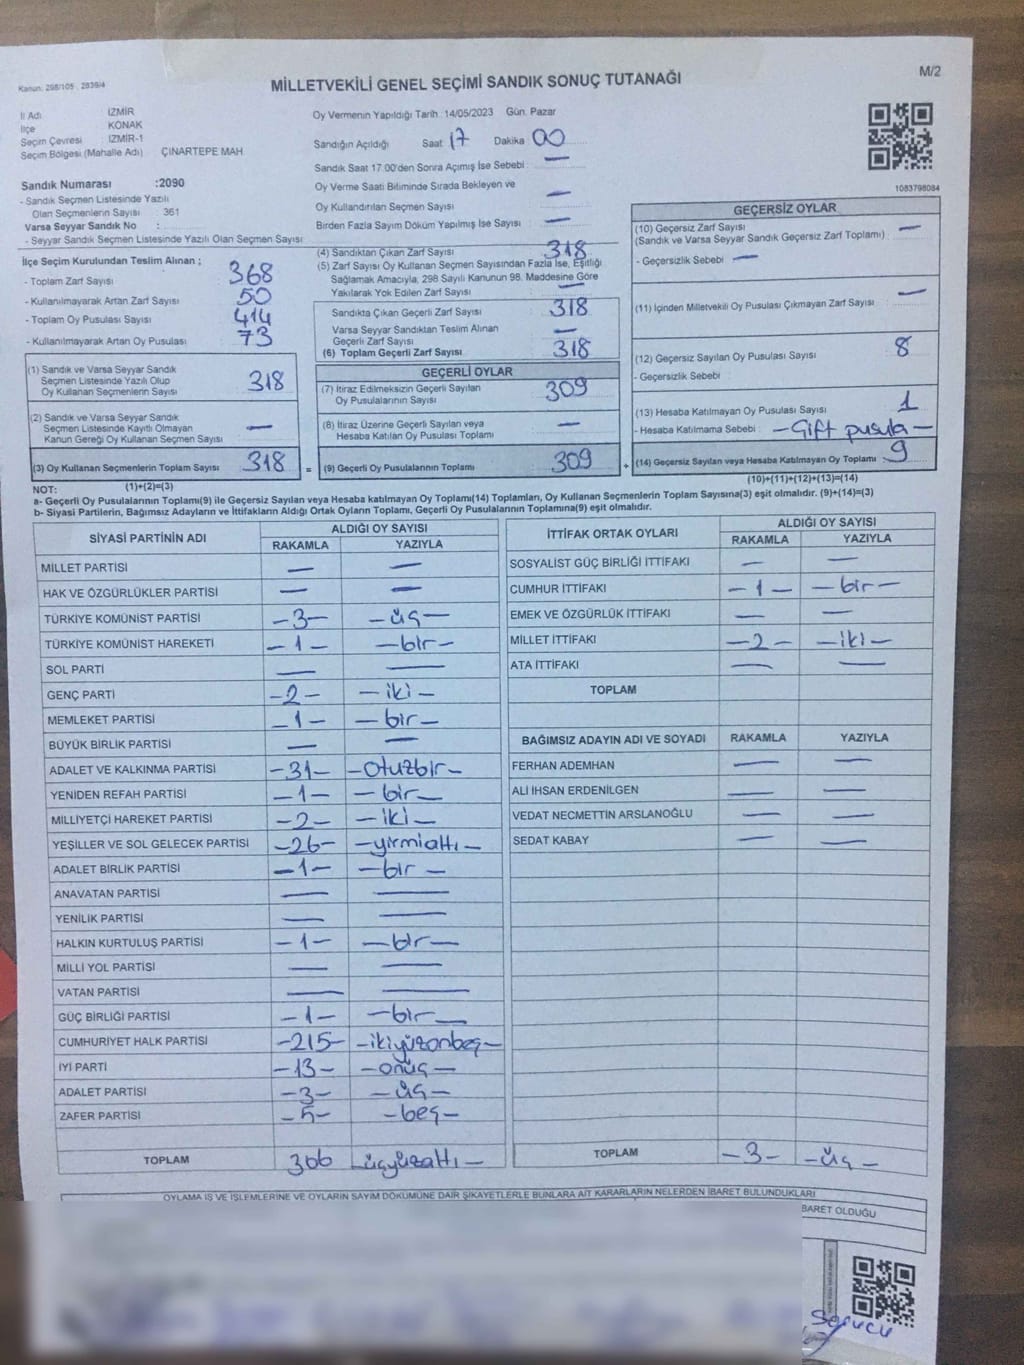 Kanun: 298/105 , 2839/4
MİLLETVEKİLİ GENEL SEÇİMİ SANDIK SONUÇ TUTANAĞI
M/2
İl Adı İZMİR
İlçe KONAK
Seçim Çevresi İZMİR-1
Seçim Bölgesi (Mahalle Adı) ÇINARTEPE MAH
Sandık Numarası :2090
- Sandık Seçmen Listesinde Yazılı
Olan Seçmenlerin Sayısı : 361
Varsa Seyyar Sandık No :
- Seyyar Sandık Seçmen Listesinde Yazılı Olan Seçmen Sayısı
Oy Vermenin Yapıldığı Tarih: 14/05/2023 Gün: Pazar
Sandığın Açıldığı Saat 17 Dakika 00
Sandık Saat 17.00'den Sonra Açılmış İse Sebebi : —
Oy Verme Saati Bitiminde Sırada Bekleyen ve
Oy Kullandırılan Seçmen Sayısı —
Birden Fazla Sayım Döküm Yapılmış İse Sayısı —
1083798084
İlçe Seçim Kurulundan Teslim Alınan ;
- Toplam Zarf Sayısı 368
- Kullanılmayarak Artan Zarf Sayısı 50
- Toplam Oy Pusulası Sayısı 414
- Kullanılmayarak Artan Oy Pusulası 73
(1) Sandık ve Varsa Seyyar Sandık
Seçmen Listesinde Yazılı Olup
Oy Kullanan Seçmenlerin Sayısı 318
(2) Sandık ve Varsa Seyyar Sandık
Seçmen Listesinde Kayıtlı Olmayan
Kanun Gereği Oy Kullanan Seçmen Sayısı —
(3) Oy Kullanan Seçmenlerin Toplam Sayısı 318 =
(1)+(2)=(3)
(4) Sandıktan Çıkan Zarf Sayısı 318
(5) Zarf Sayısı Oy Kullanan Seçmen Sayısından Fazla İse, Eşitliği
Sağlamak Amacıyla, 298 Sayılı Kanunun 98. Maddesine Göre
Yakılarak Yok Edilen Zarf Sayısı —
Sandıkta Çıkan Geçerli Zarf Sayısı 318
Varsa Seyyar Sandıktan Teslim Alınan
Geçerli Zarf Sayısı —
(6) Toplam Geçerli Zarf Sayısı 318
GEÇERLİ OYLAR
(7) İtiraz Edilmeksizin Geçerli Sayılan
Oy Pusulalarının Sayısı 309
(8) İtiraz Üzerine Geçerli Sayılan veya
Hesaba Katılan Oy Pusulası Toplamı —
(9) Geçerli Oy Pusulalarının Toplamı 309 +
GEÇERSİZ OYLAR
(10) Geçersiz Zarf Sayısı —
(Sandık ve Varsa Seyyar Sandık Geçersiz Zarf Toplamı)
- Geçersizlik Sebebi —
(11) İçinden Milletvekili Oy Pusulası Çıkmayan Zarf Sayısı —
(12) Geçersiz Sayılan Oy Pusulası Sayısı 8
- Geçersizlik Sebebi
(13) Hesaba Katılmayan Oy Pusulası Sayısı 1
- Hesaba Katılmama Sebebi : —Çift pusula—
(14) Geçersiz Sayılan veya Hesaba Katılmayan Oy Toplamı 9
(10)+(11)+(12)+(13)=(14)
NOT:
a- Geçerli Oy Pusulalarının Toplamı(9) ile Geçersiz Sayılan veya Hesaba katılmayan Oy Toplamı(14) Toplamları, Oy Kullanan Seçmenlerin Toplam Sayısına(3) eşit olmalıdır. (9)+(14)=(3)
b- Siyasi Partilerin, Bağımsız Adayların ve İttifakların Aldığı Ortak Oyların Toplamı, Geçerli Oy Pusulalarının Toplamına(9) eşit olmalıdır.
SİYASİ PARTİNİN ADI ALDIĞI OY SAYISI
RAKAMLA YAZIYLA
MİLLET PARTİSİ — —
HAK VE ÖZGÜRLÜKLER PARTİSİ — —
TÜRKİYE KOMÜNİST PARTİSİ —3— —üç—
TÜRKİYE KOMÜNİST HAREKETİ —1— —bir—
SOL PARTİ — —
GENÇ PARTİ —2— —iki—
MEMLEKET PARTİSİ —1— —bir—
BÜYÜK BİRLİK PARTİSİ — —
ADALET VE KALKINMA PARTİSİ —31— —otuzbir—
YENİDEN REFAH PARTİSİ —1— —bir—
MİLLİYETÇİ HAREKET PARTİSİ —2— —iki—
YEŞİLLER VE SOL GELECEK PARTİSİ —26— —yirmialtı—
ADALET BİRLİK PARTİSİ —1— —bir—
ANAVATAN PARTİSİ — —
YENİLİK PARTİSİ — —
HALKIN KURTULUŞ PARTİSİ —1— —bir—
MİLLİ YOL PARTİSİ — —
VATAN PARTİSİ — —
GÜÇ BİRLİĞİ PARTİSİ —1— —bir—
CUMHURİYET HALK PARTİSİ —215— —ikiyüzonbeş—
İYİ PARTİ —13— —onüç—
ADALET PARTİSİ —3— —üç—
ZAFER PARTİSİ —5— —beş—
TOPLAM 306 üçyüzaltı—
İTTİFAK ORTAK OYLARI ALDIĞI OY SAYISI
RAKAMLA YAZIYLA
SOSYALİST GÜÇ BİRLİĞİ İTTİFAKI — —
CUMHUR İTTİFAKI —1— —bir—
EMEK VE ÖZGÜRLÜK İTTİFAKI — —
MİLLET İTTİFAKI —2— —iki—
ATA İTTİFAKI — —
TOPLAM
BAĞIMSIZ ADAYIN ADI VE SOYADI RAKAMLA YAZIYLA
FERHAN ADEMHAN — —
ALİ İHSAN ERDENİLGEN — —
VEDAT NECMETTİN ARSLANOĞLU — —
SEDAT KABAY — —
TOPLAM —3— —üç—
OYLAMA İŞ VE İŞLEMLERİNE VE OYLARIN SAYIM DÖKÜMÜNE DAİR ŞİKAYETLERLE BUNLARA AİT KARARLARIN NELERDEN İBARET BULUNDUKLARI
BARET OLDUĞU